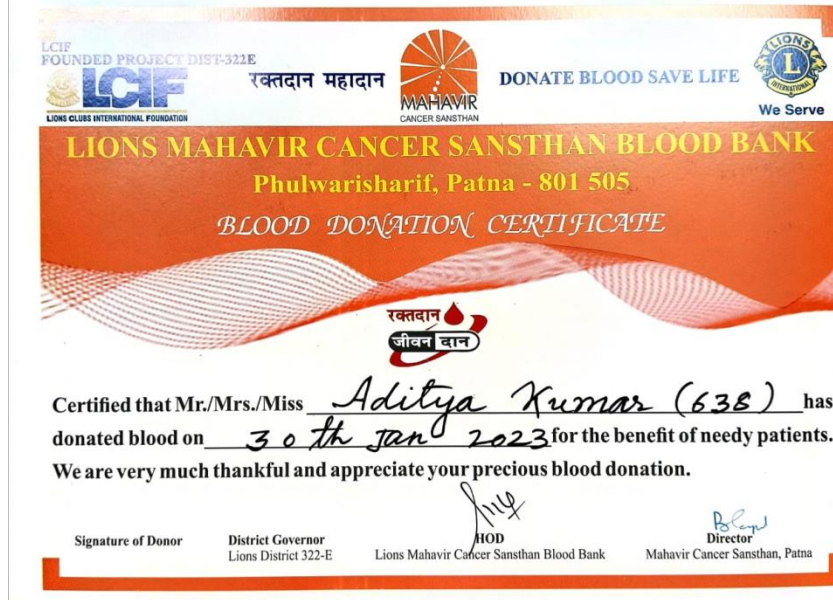 LCIF
FOUNDED PROJECT DIST-322E
LCIF
LIONS CLUBS INTERNATIONAL FOUNDATION
रक्तदान महादान
MAHAVIR
CANCER SANSTHAN
DONATE BLOOD SAVE LIFE
LIONS
L
INTERNATIONAL
We Serve
LIONS MAHAVIR CANCER SANSTHAN BLOOD BANK
Phulwarisharif, Patna - 801 505
BLOOD DONATION CERTIFICATE
रक्तदान
जीवन दान
Certified that Mr./Mrs./Miss Aditya Kumar (638) has
donated blood on 30th Jan 2023 for the benefit of needy patients.
We are very much thankful and appreciate your precious blood donation.
Signature of Donor
District Governor
Lions District 322-E
HOD
Lions Mahavir Cancer Sansthan Blood Bank
Director
Mahavir Cancer Sansthan, Patna